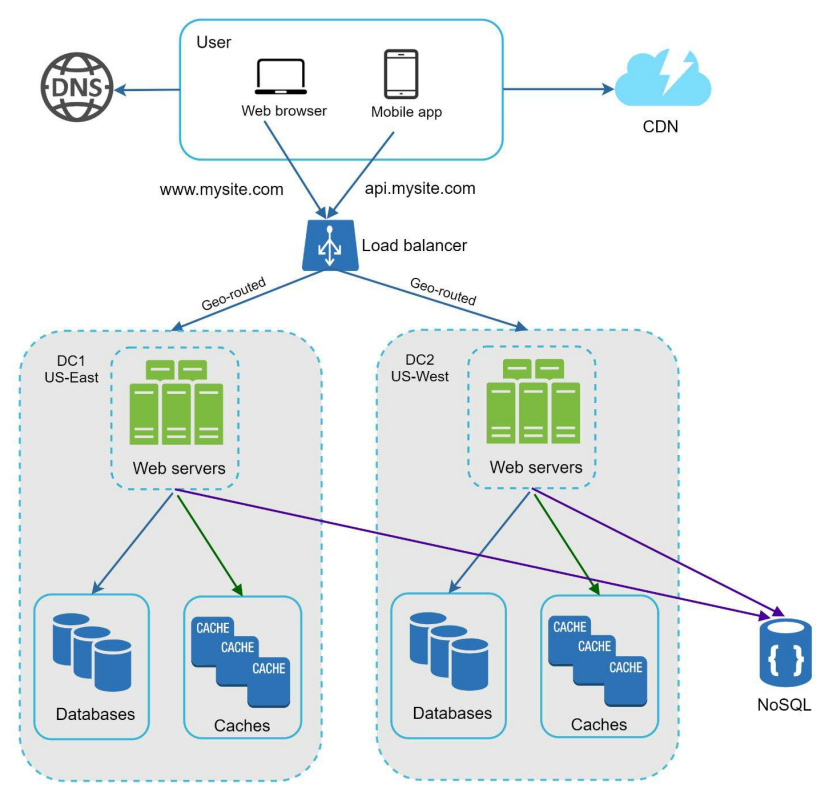 User
DNS
Web browser
Mobile app
CDN
www.mysite.com
api.mysite.com
Load balancer
Geo-routed
Geo-routed
DC1
US-East
DC2
US-West
Web servers
Web servers
CACHE
CACHE
CACHE
CACHE
CACHE
CACHE
{ }
Databases
Caches
Databases
Caches
NoSQL